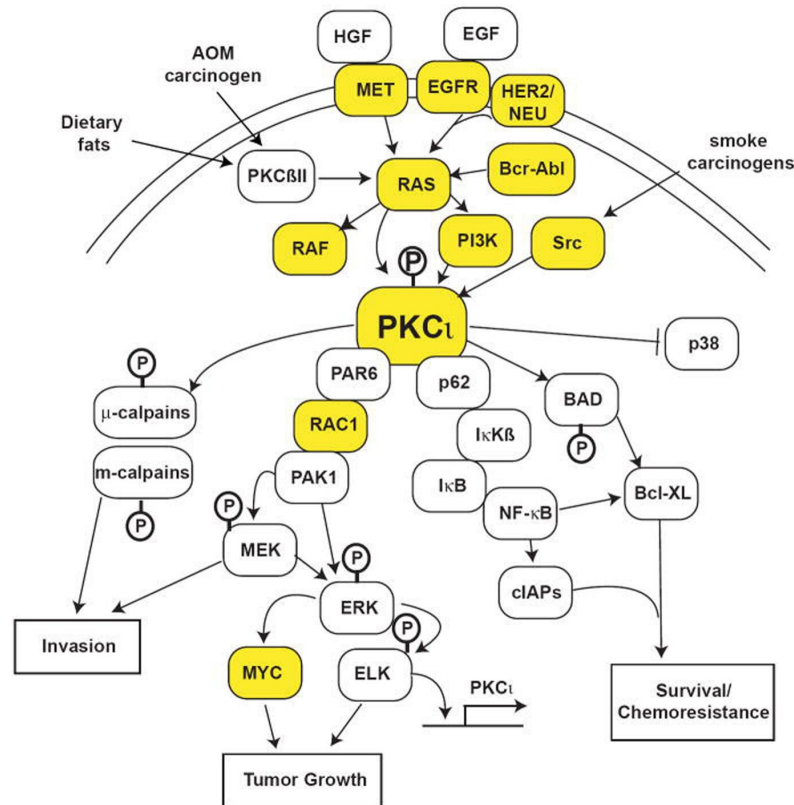 HGF
EGF
AOM
carcinogen
MET
EGFR
HER2/
NEU
Dietary
fats
smoke
carcinogens
PKCßII
RAS
Bcr-Abl
RAF
PI3K
Src
P
PKCι
p38
P
PAR6
p62
BAD
µ-calpains
RAC1
IκKß
P
m-calpains
PAK1
IκB
Bcl-XL
P
P
NF-κB
MEK
P
cIAPs
ERK
Invasion
P
MYC
ELK
PKCι
Survival/
Chemoresistance
Tumor Growth